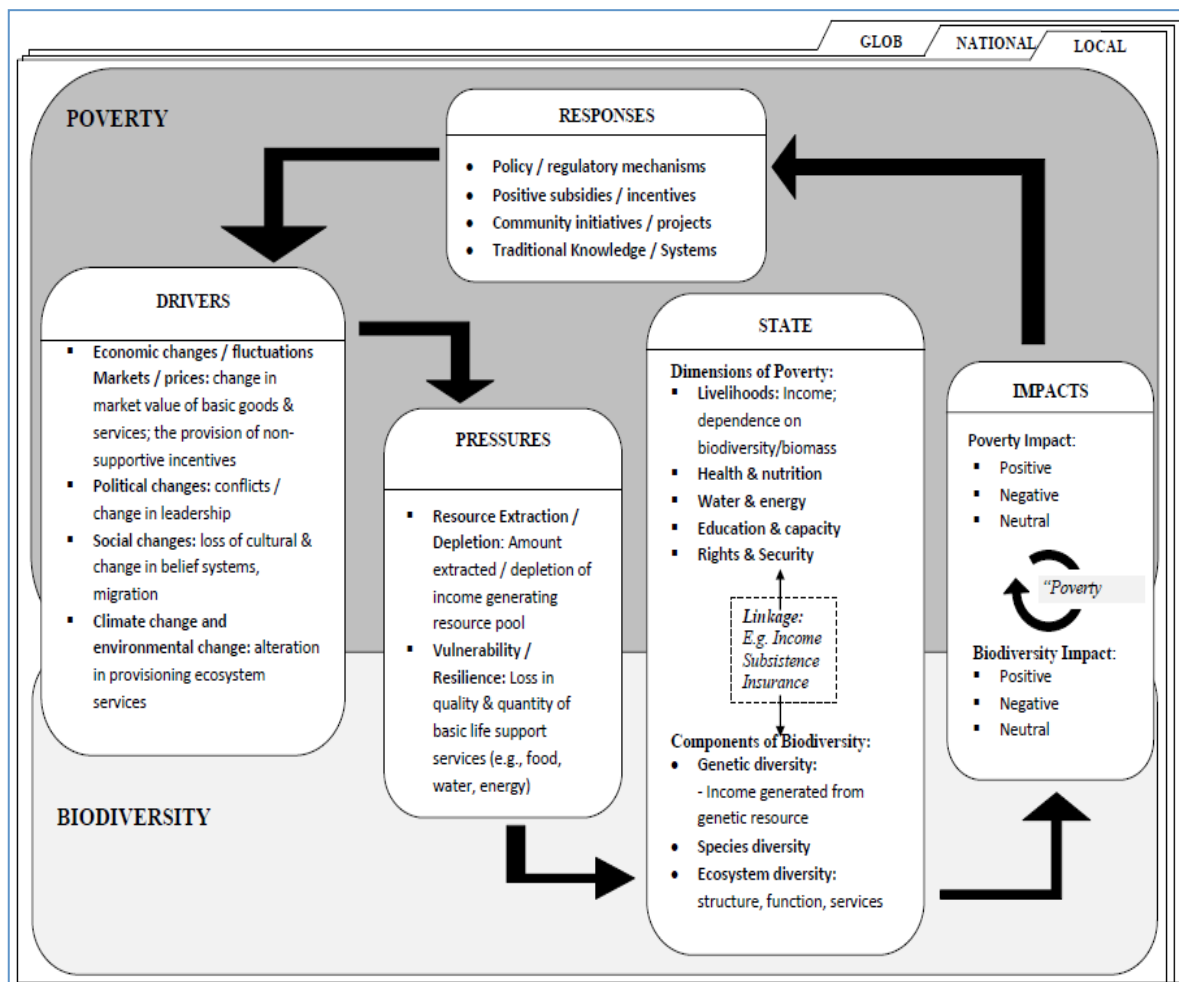 GLOB
NATIONAL
LOCAL
POVERTY
RESPONSES
• Policy / regulatory mechanisms
• Positive subsidies / incentives
• Community initiatives / projects
• Traditional Knowledge / Systems
DRIVERS
▪ Economic changes / fluctuations
Markets / prices: change in
market value of basic goods &
services; the provision of non-
supportive incentives
▪ Political changes: conflicts /
change in leadership
▪ Social changes: loss of cultural &
change in belief systems,
migration
▪ Climate change and
environmental change: alteration
in provisioning ecosystem
services
PRESSURES
▪ Resource Extraction /
Depletion: Amount
extracted / depletion of
income generating
resource pool
▪ Vulnerability /
Resilience: Loss in
quality & quantity of
basic life support
services (e.g., food,
water, energy)
STATE
Dimensions of Poverty:
▪ Livelihoods: Income;
dependence on
biodiversity/biomass
▪ Health & nutrition
▪ Water & energy
▪ Education & capacity
▪ Rights & Security
Linkage:
E.g. Income
Subsistence
Insurance
Components of Biodiversity:
• Genetic diversity:
- Income generated from
genetic resource
• Species diversity
• Ecosystem diversity:
structure, function, services
IMPACTS
Poverty Impact:
▪ Positive
▪ Negative
▪ Neutral
“Poverty
Biodiversity Impact:
▪ Positive
▪ Negative
▪ Neutral
BIODIVERSITY